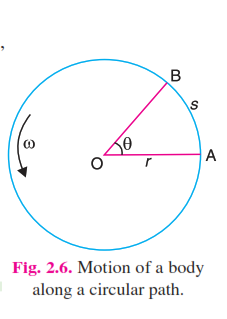 ,
B
s
ω
θ
O
r
A
Fig. 2.6. Motion of a body
along a circular path.